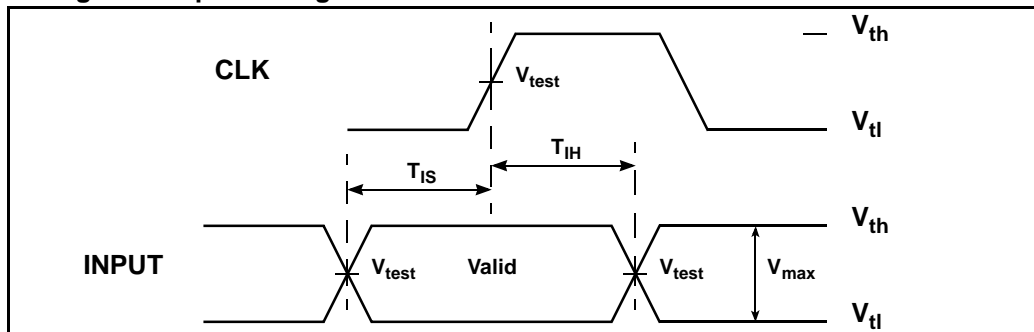 V_th
CLK
V_test
V_tl
T_IH
T_IS
V_th
INPUT
V_test
Valid
V_test
V_max
V_tl